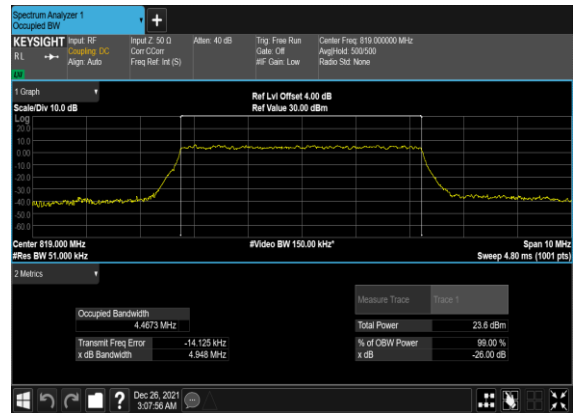 Spectrum Analyzer 1
Occupied BW
+
KEYSIGHT
RL
LXI
Input: RF
Coupling: DC
Align: Auto
Input Z: 50 Ω
Corr CCorr
Freq Ref: Int (S)
Atten: 40 dB
Trig: Free Run
Gate: Off
#IF Gain: Low
Center Freq: 819.000000 MHz
Avg|Hold: 500/500
Radio Std: None
1 Graph
Scale/Div 10.0 dB
Ref Lvl Offset 4.00 dB
Ref Value 30.00 dBm
Log
20.0
10.0
0.00
-10.0
-20.0
-30.0
-40.0
-50.0
-60.0
Center 819.000 MHz
#Res BW 51.000 kHz
#Video BW 150.00 kHz*
Span 10 MHz
Sweep 4.80 ms (1001 pts)
2 Metrics
Measure Trace Trace 1
Occupied Bandwidth
4.4673 MHz
Total Power 23.6 dBm
Transmit Freq Error -14.125 kHz
% of OBW Power 99.00 %
x dB Bandwidth 4.948 MHz
x dB -26.00 dB
?
Dec 26, 2021
3:07:56 AM